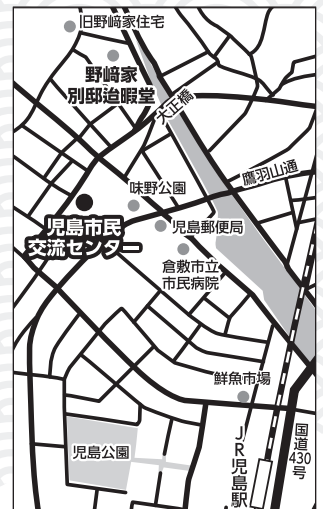 旧野﨑家住宅
野﨑家
別邸迨暇堂
大正橋
鷹羽山通
味野公園
児島郵便局
児島市民
交流センター
倉敷市立
市民病院
鮮魚市場
児島公園
JR児島駅
国道430号